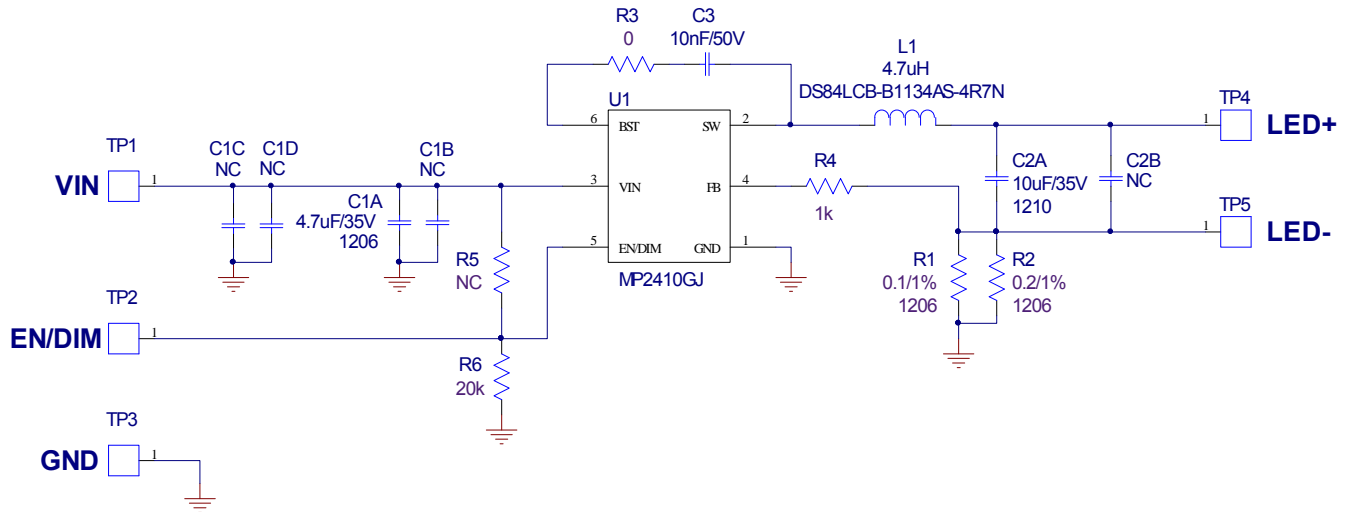 R3
0
C3
10nF/50V
L1
4.7uH
DS84LCB-B1134AS-4R7N
U1
6
BST
SW
2
TP4
1
LED+
TP1
VIN
1
C1C
NC
C1D
NC
C1B
NC
C1A
4.7uF/35V
1206
3
VIN
FB
4
R4
1k
C2A
10uF/35V
1210
C2B
NC
TP5
1
LED-
5
EN/DIM
GND
1
MP2410GJ
R5
NC
R1
0.1/1%
1206
R2
0.2/1%
1206
TP2
EN/DIM
1
R6
20k
TP3
GND
1